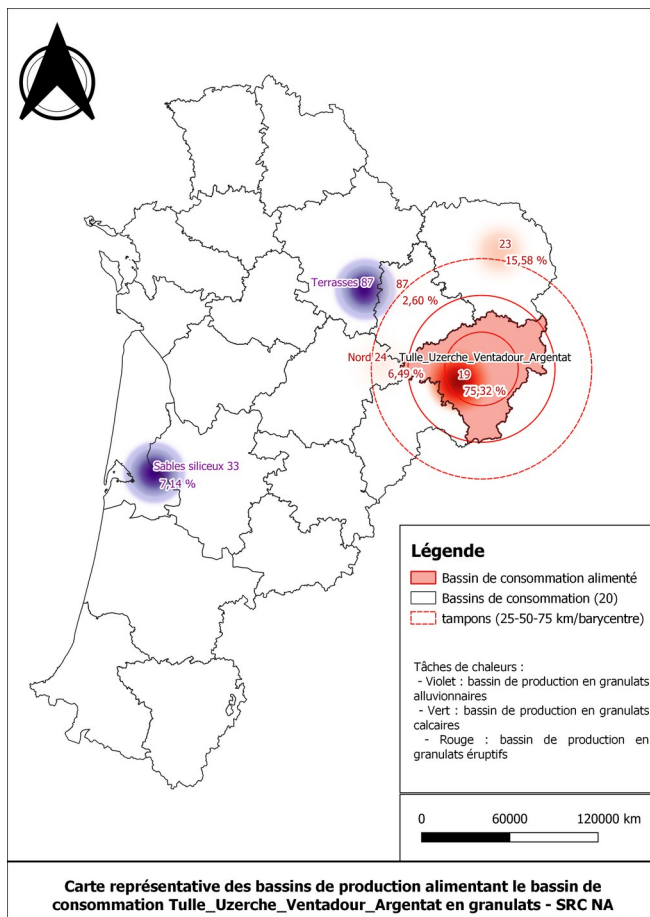 23
15,58 %
Terrasses 87
87
2,60 %
Nord 24
Tulle_Uzerche_Ventadour_Argentat
6,49 %
19
75,32 %
Sables siliceux 33
7,14 %
Légende
Bassin de consommation alimenté
Bassins de consommation (20)
tampons (25-50-75 km/barycentre)
Tâches de chaleurs :
- Violet : bassin de production en granulats
alluvionnaires
- Vert : bassin de production en granulats
calcaires
- Rouge : bassin de production en
granulats éruptifs
0 60000 120000 km
Carte représentative des bassins de production alimentant le bassin de
consommation Tulle_Uzerche_Ventadour_Argentat en granulats - SRC NA